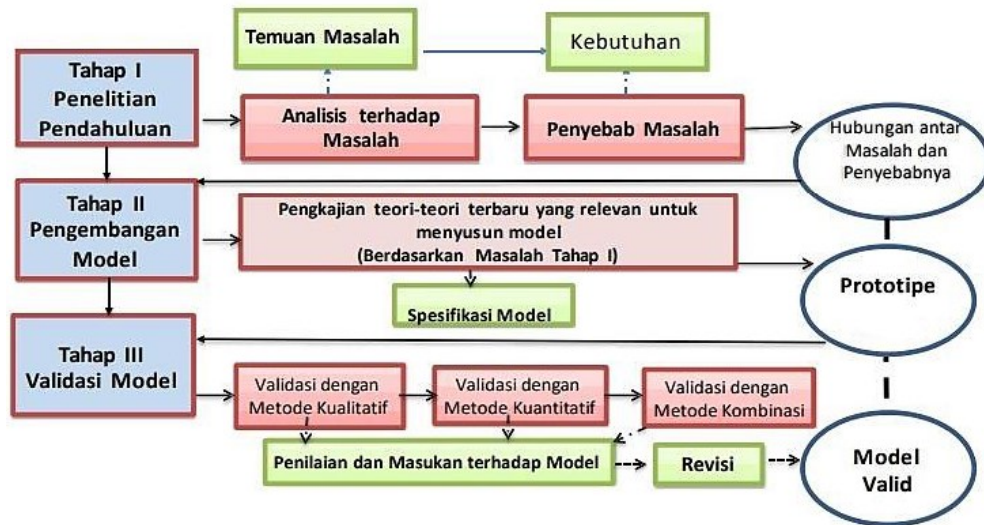 Temuan Masalah
Kebutuhan
Tahap I
Penelitian
Pendahuluan
Analisis terhadap
Masalah
Penyebab Masalah
Hubungan antar
Masalah dan
Penyebabnya
Tahap II
Pengembangan
Model
Pengkajian teori-teori terbaru yang relevan untuk
menyusun model
(Berdasarkan Masalah Tahap I)
Spesifikasi Model
Prototipe
Tahap III
Validasi Model
Validasi dengan
Metode Kualitatif
Validasi dengan
Metode Kuantitatif
Validasi dengan
Metode Kombinasi
Penilaian dan Masukan terhadap Model
Revisi
Model
Valid